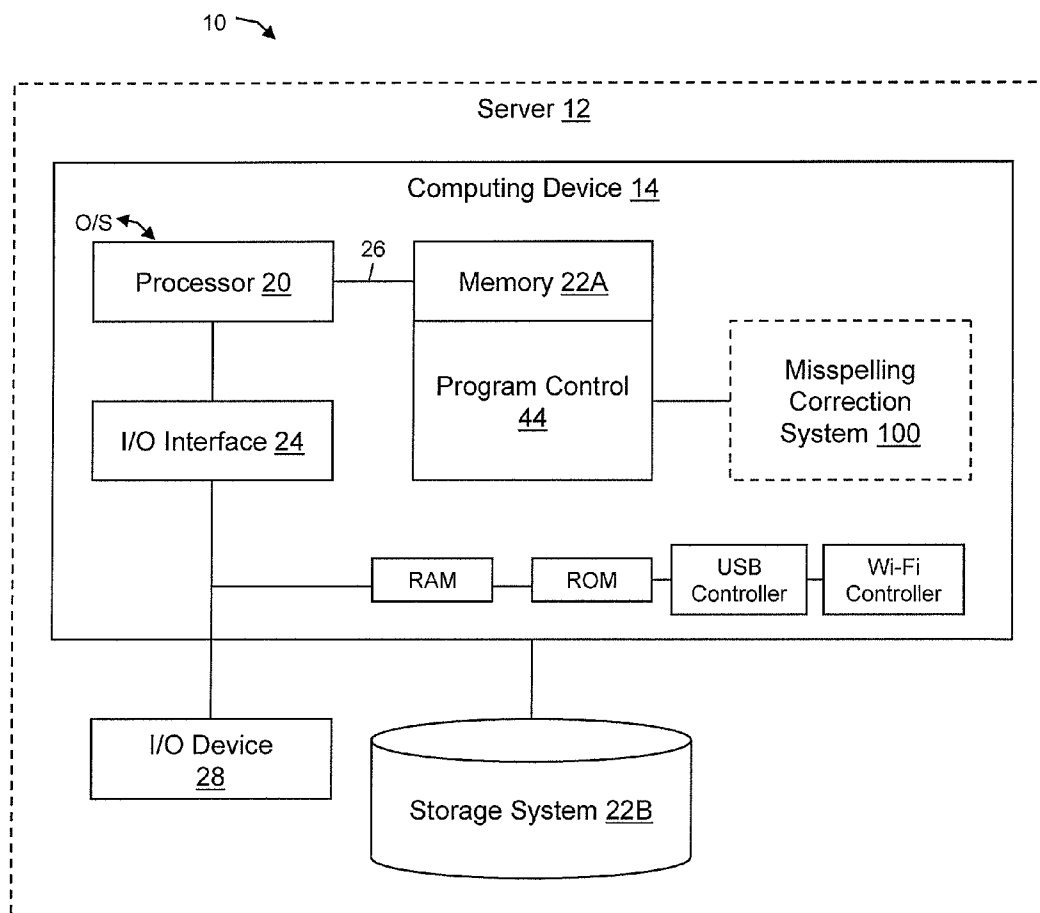 10
Server 12
Computing Device 14
O/S
26
Processor 20
Memory 22A
Program Control
44
Misspelling
Correction
System 100
I/O Interface 24
RAM
ROM
USB
Controller
Wi-Fi
Controller
I/O Device
28
Storage System 22B